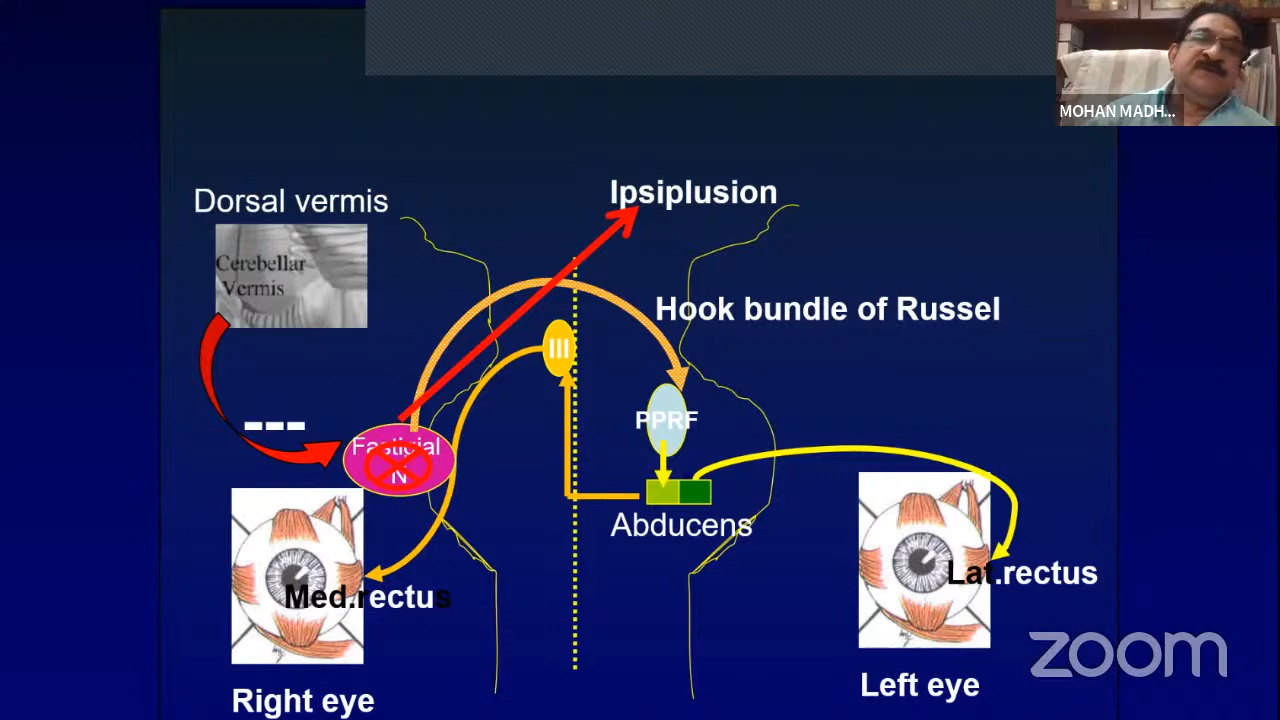 MOHAN MADH...
Ipsiplusion
Dorsal vermis
Cerebellar
Vermis
Hook bundle of Russel
III
PPRF
---
Fastigial
N
Abducens
Med.rectus
Lat.rectus
Right eye
Left eye
zoom